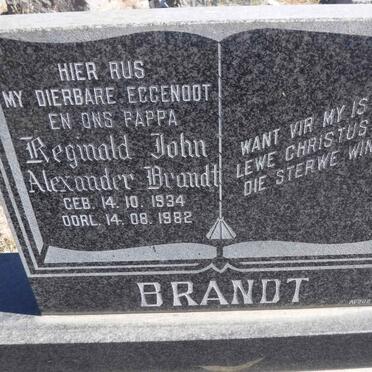 HIER RUS
MY DIERBARE EGGENOOT
EN ONS PAPPA
Reginald John
Alexander Brandt
GEB. 14. 10. 1934
OORL. 14. 08. 1982
WANT VIR MY IS
LEWE CHRISTUS
DIE STERWE WIN
BRANDT